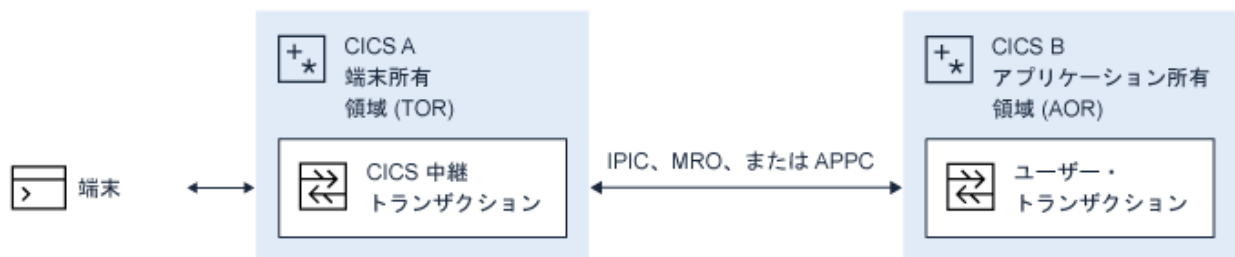 CICS A
端末所有
領域 (TOR)
CICS 中継
トランザクション
端末
IPIC、MRO、または APPC
CICS B
アプリケーション所有
領域 (AOR)
ユーザー・
トランザクション